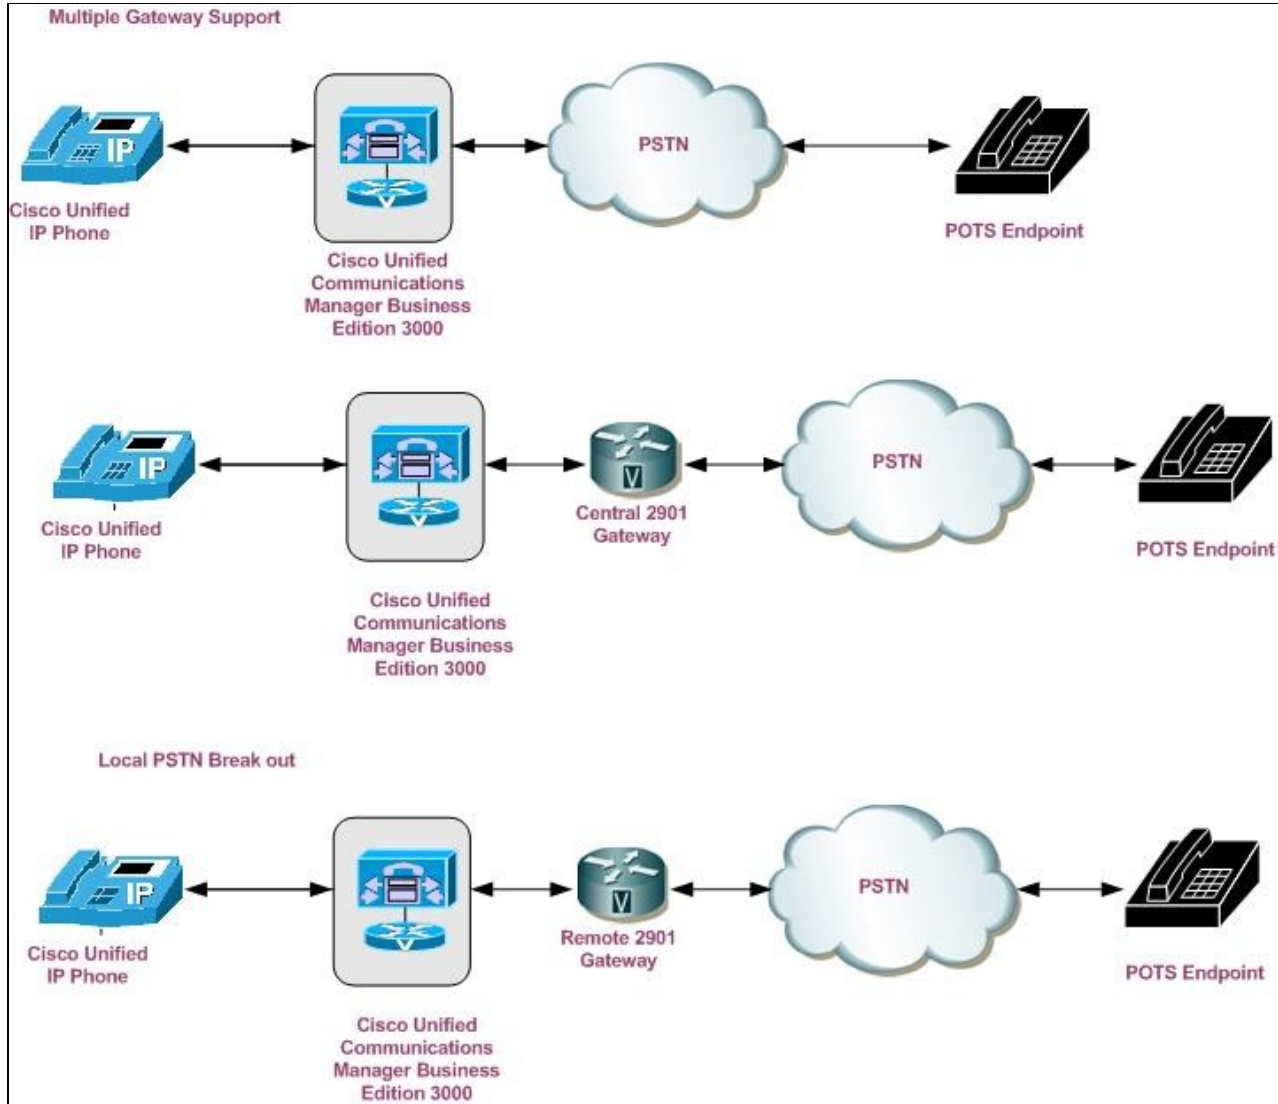 Multiple Gateway Support
PSTN
IP
Cisco Unified
IP Phone
POTS Endpoint
V
Cisco Unified
Communications
Manager Business
Edition 3000
PSTN
IP
V
V
Cisco Unified
IP Phone
Central 2901
Gateway
POTS Endpoint
Cisco Unified
Communications
Manager Business
Edition 3000
Local PSTN Break out
PSTN
IP
V
V
Cisco Unified
IP Phone
Remote 2901
Gateway
POTS Endpoint
Cisco Unified
Communications
Manager Business
Edition 3000